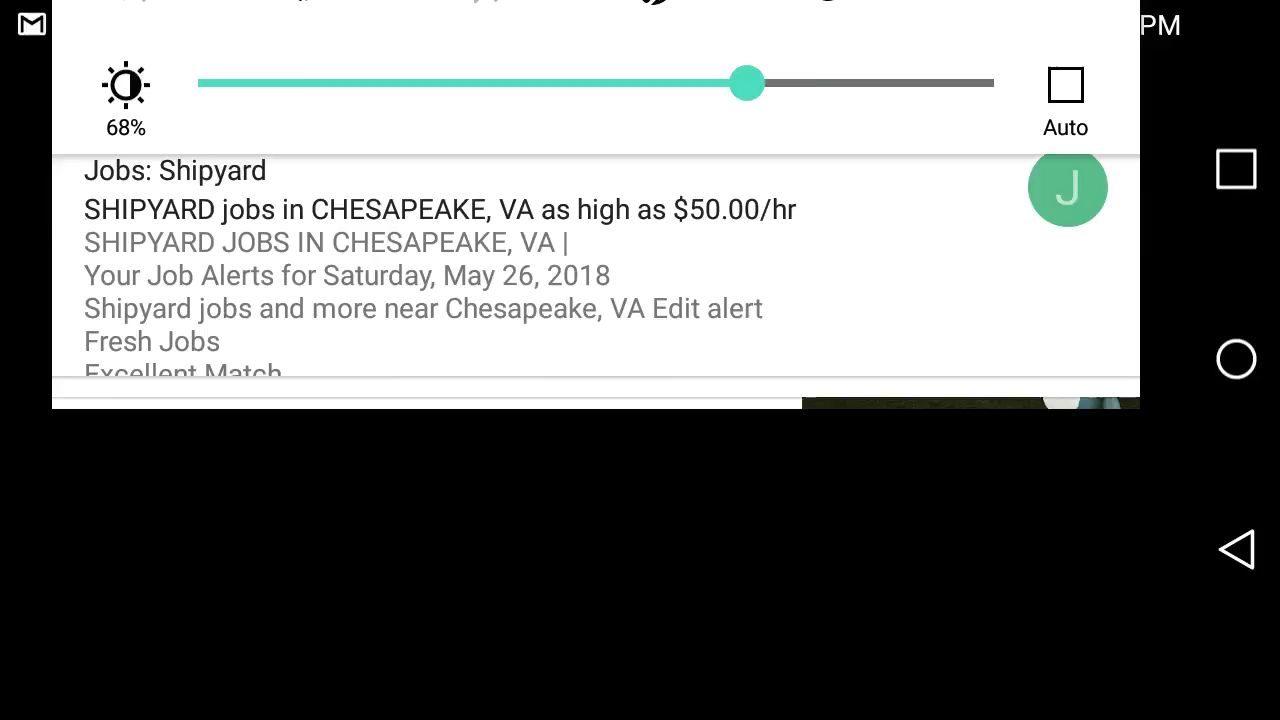 PM
68%
Auto
Jobs: Shipyard
J
SHIPYARD jobs in CHESAPEAKE, VA as high as $50.00/hr
SHIPYARD JOBS IN CHESAPEAKE, VA |
Your Job Alerts for Saturday, May 26, 2018
Shipyard jobs and more near Chesapeake, VA Edit alert
Fresh Jobs
Excellent Match